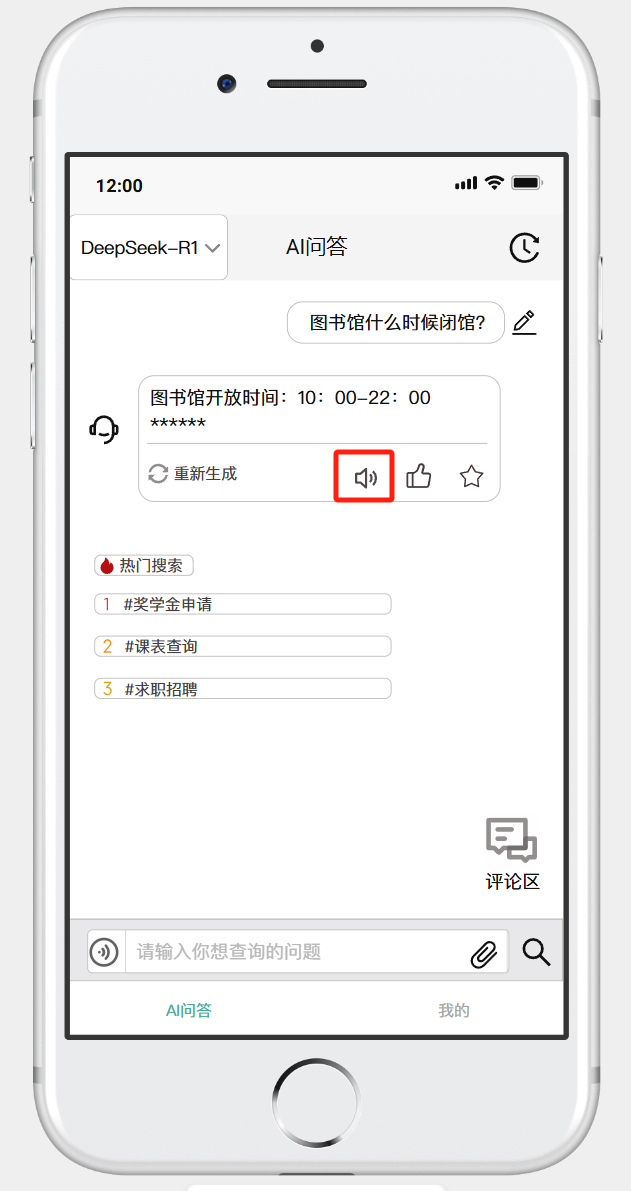 12:00
DeepSeek-R1 AI问答
图书馆什么时候闭馆?
图书馆开放时间：10：00-22：00
******
重新生成
热门搜索
1 #奖学金申请
2 #课表查询
3 #求职招聘
评论区
请输入你想查询的问题
AI问答 我的